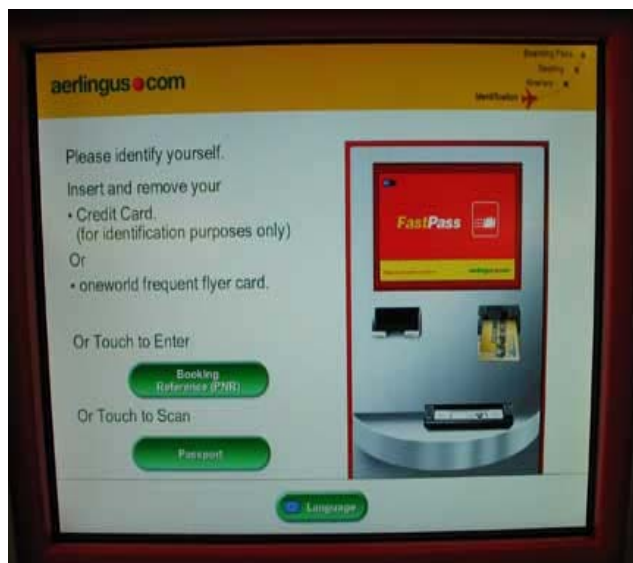 aerlingus.com
Boarding Pass
Seating
Itinerary
Identification
Please identify yourself.
Insert and remove your
• Credit Card.
(for identification purposes only)
Or
• oneworld frequent flyer card.
Or Touch to Enter
Booking
Reference (PNR)
Or Touch to Scan
Passport
Language
FastPass
aerlingus.com